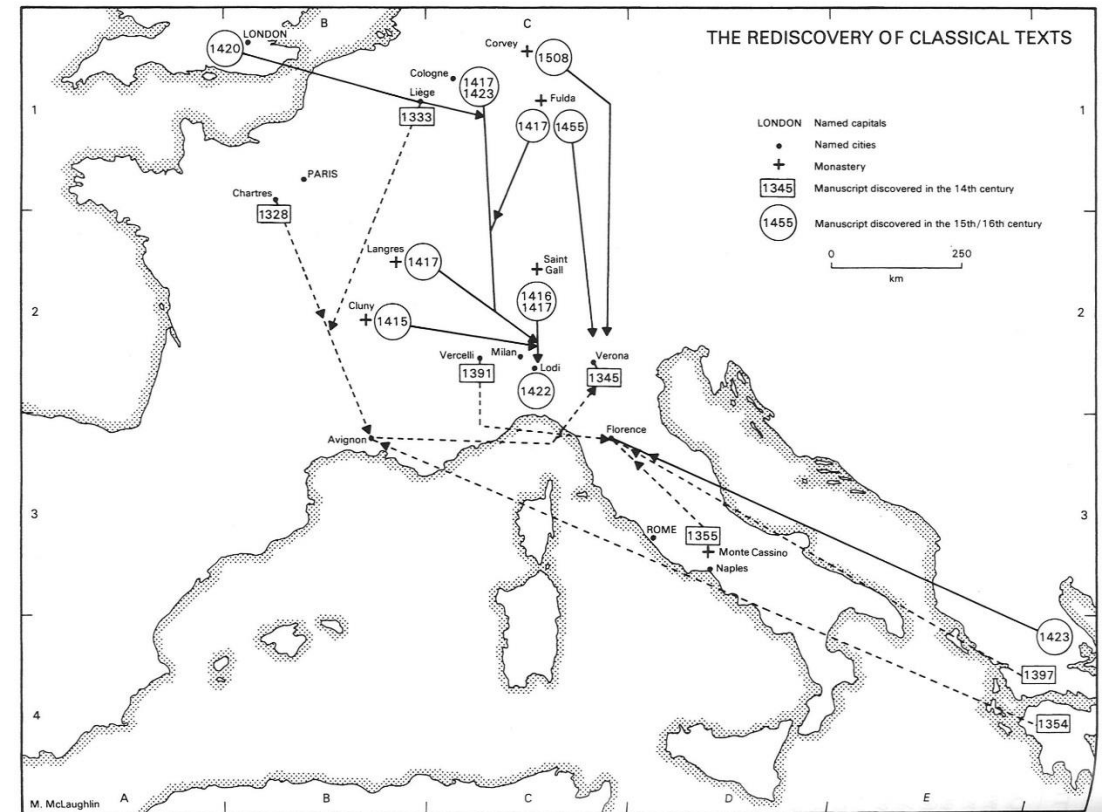 THE REDISCOVERY OF CLASSICAL TEXTS
B
C
LONDON
1420
Corvey
1508
Cologne
1417
1423
Liège
1333
Fulda
1417
1455
1
1
LONDON Named capitals
Named cities
Monastery
1345 Manuscript discovered in the 14th century
1455 Manuscript discovered in the 15th/16th century
0 250
km
PARIS
Chartres
1328
Langres
1417
Saint
Gall
1416
1417
Cluny
1415
2
2
Vercelli
1391
Milan
Lodi
1422
Verona
1345
Avignon
Florence
3
3
ROME
1355
Monte Cassino
Naples
1423
1397
1354
4
4
M. McLaughlin
A
B
C
D
E